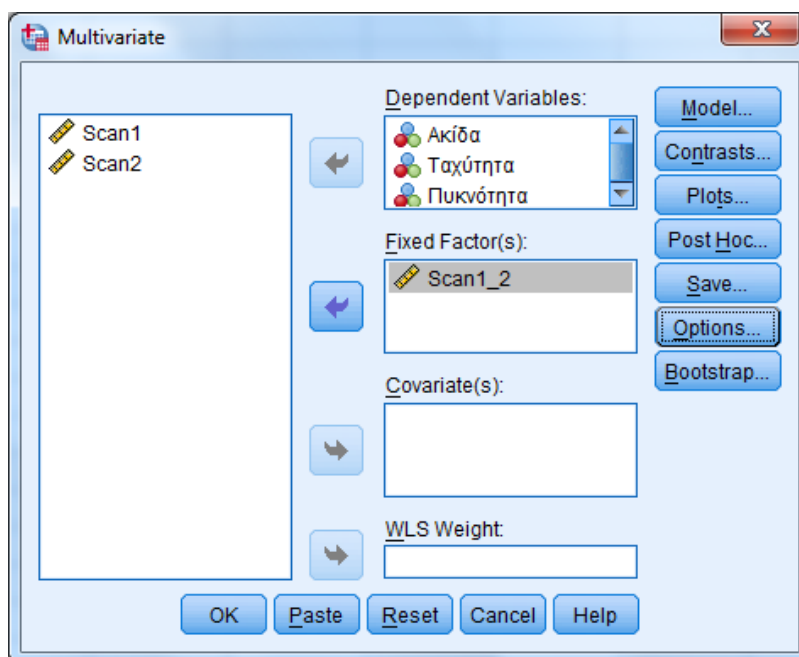 Multivariate
Scan1
Scan2
Dependent Variables:
Ακίδα
Ταχύτητα
Πυκνότητα
Fixed Factor(s):
Scan1_2
Covariate(s):
WLS Weight:
Model...
Contrasts...
Plots...
Post Hoc...
Save...
Options...
Bootstrap...
OK
Paste
Reset
Cancel
Help